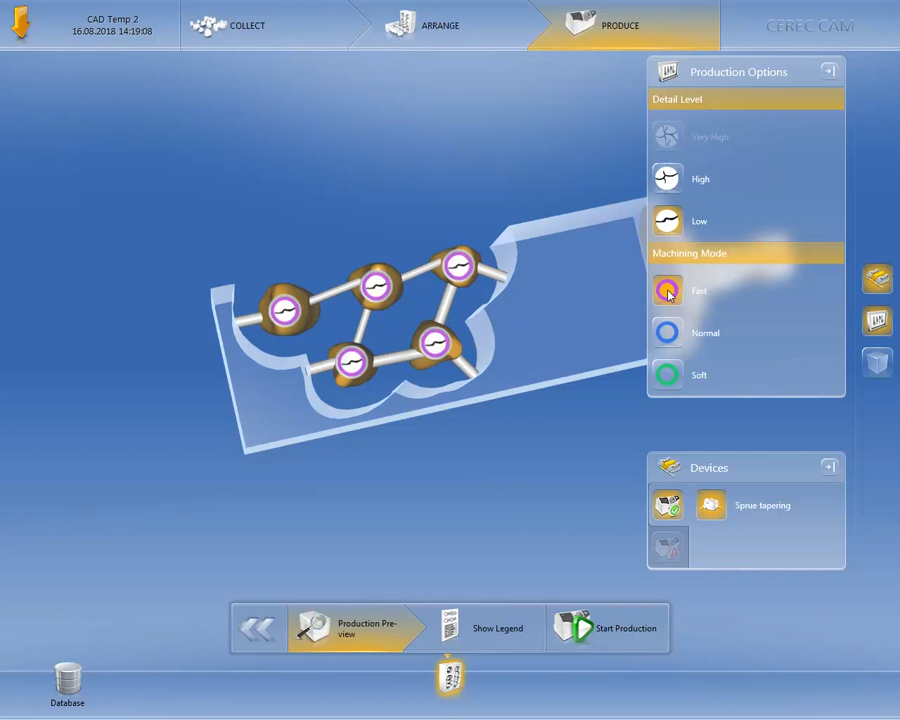 CAD Temp 2
16.08.2018 14:19:08
COLLECT
ARRANGE
PRODUCE
CEREC CAM
Production Options
Detail Level
Very High
High
Low
Machining Mode
Fast
Normal
Soft
Devices
Sprue tapering
Production Pre-
view
Show Legend
Start Production
Database